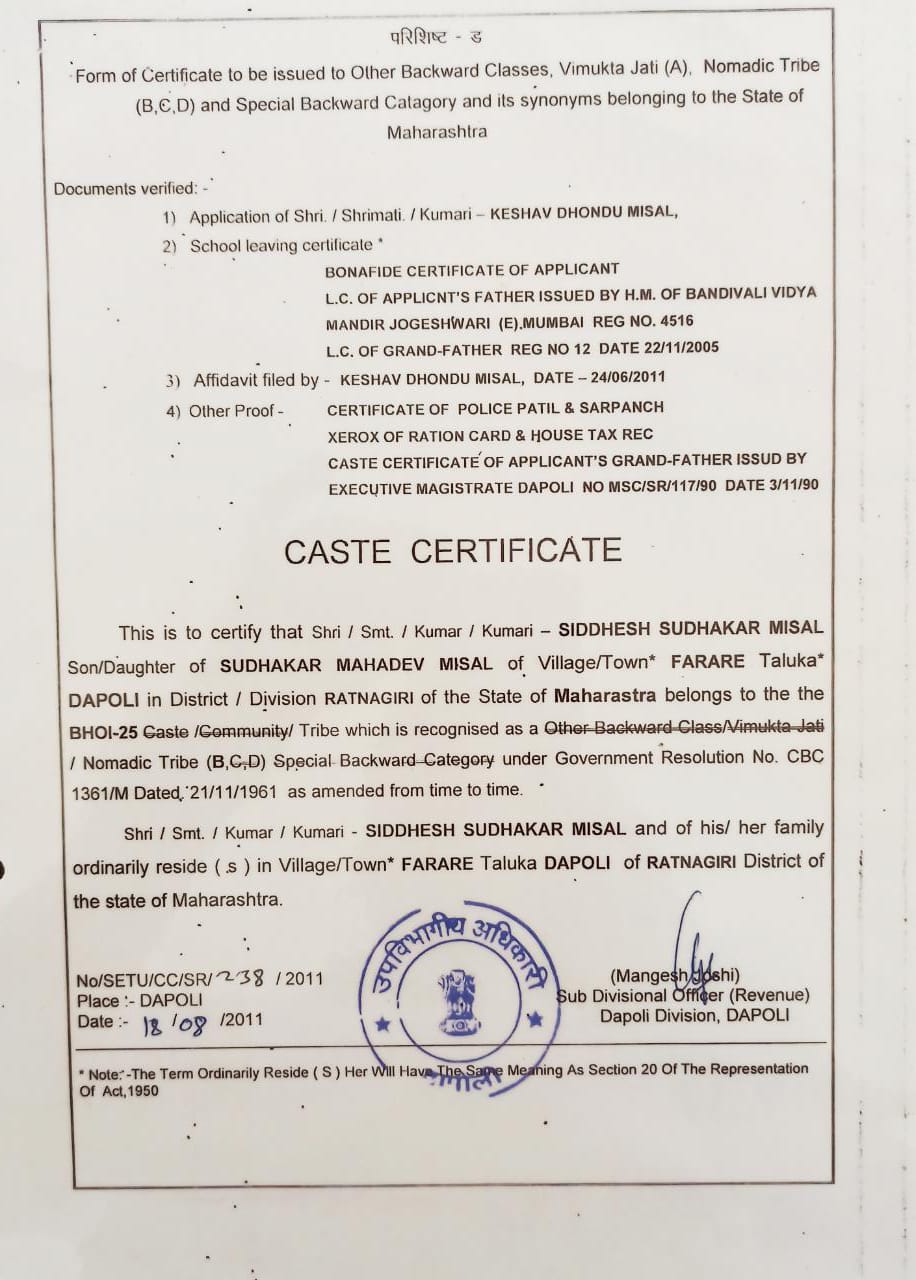 परिशिष्ट - ड
Form of Certificate to be issued to Other Backward Classes, Vimukta Jati (A), Nomadic Tribe
(B,C,D) and Special Backward Catagory and its synonyms belonging to the State of
Maharashtra
Documents verified: -
1) Application of Shri. / Shrimati. / Kumari – KESHAV DHONDU MISAL,
2) School leaving certificate *
BONAFIDE CERTIFICATE OF APPLICANT
L.C. OF APPLICNT'S FATHER ISSUED BY H.M. OF BANDIVALI VIDYA
MANDIR JOGESHWARI (E).MUMBAI REG NO. 4516
L.C. OF GRAND-FATHER REG NO 12 DATE 22/11/2005
3) Affidavit filed by - KESHAV DHONDU MISAL, DATE – 24/06/2011
4) Other Proof - CERTIFICATE OF POLICE PATIL & SARPANCH
XEROX OF RATION CARD & HOUSE TAX REC
CASTE CERTIFICATE OF APPLICANT'S GRAND-FATHER ISSUD BY
EXECUTIVE MAGISTRATE DAPOLI NO MSC/SR/117/90 DATE 3/11/90
CASTE CERTIFICATE
This is to certify that Shri / Smt. / Kumar / Kumari – SIDDHESH SUDHAKAR MISAL
Son/Daughter of SUDHAKAR MAHADEV MISAL of Village/Town* FARARE Taluka*
DAPOLI in District / Division RATNAGIRI of the State of Maharastra belongs to the the
BHOI-25 Caste /Community/ Tribe which is recognised as a Other Backward Class/Vimukta Jati
/ Nomadic Tribe (B,C,D) Special Backward Category under Government Resolution No. CBC
1361/M Dated, 21/11/1961 as amended from time to time.
Shri / Smt. / Kumar / Kumari - SIDDHESH SUDHAKAR MISAL and of his/ her family
ordinarily reside ( s ) in Village/Town* FARARE Taluka DAPOLI of RATNAGIRI District of
the state of Maharashtra.
उपविभागीय अधिकारी
दापोली
No/SETU/CC/SR/ 238 / 2011
Place :- DAPOLI
Date :- 18 /08 /2011
(Mangesh Joshi)
Sub Divisional Officer (Revenue)
Dapoli Division, DAPOLI
* Note: -The Term Ordinarily Reside ( S ) Her Will Have The Same Meaning As Section 20 Of The Representation
Of Act,1950